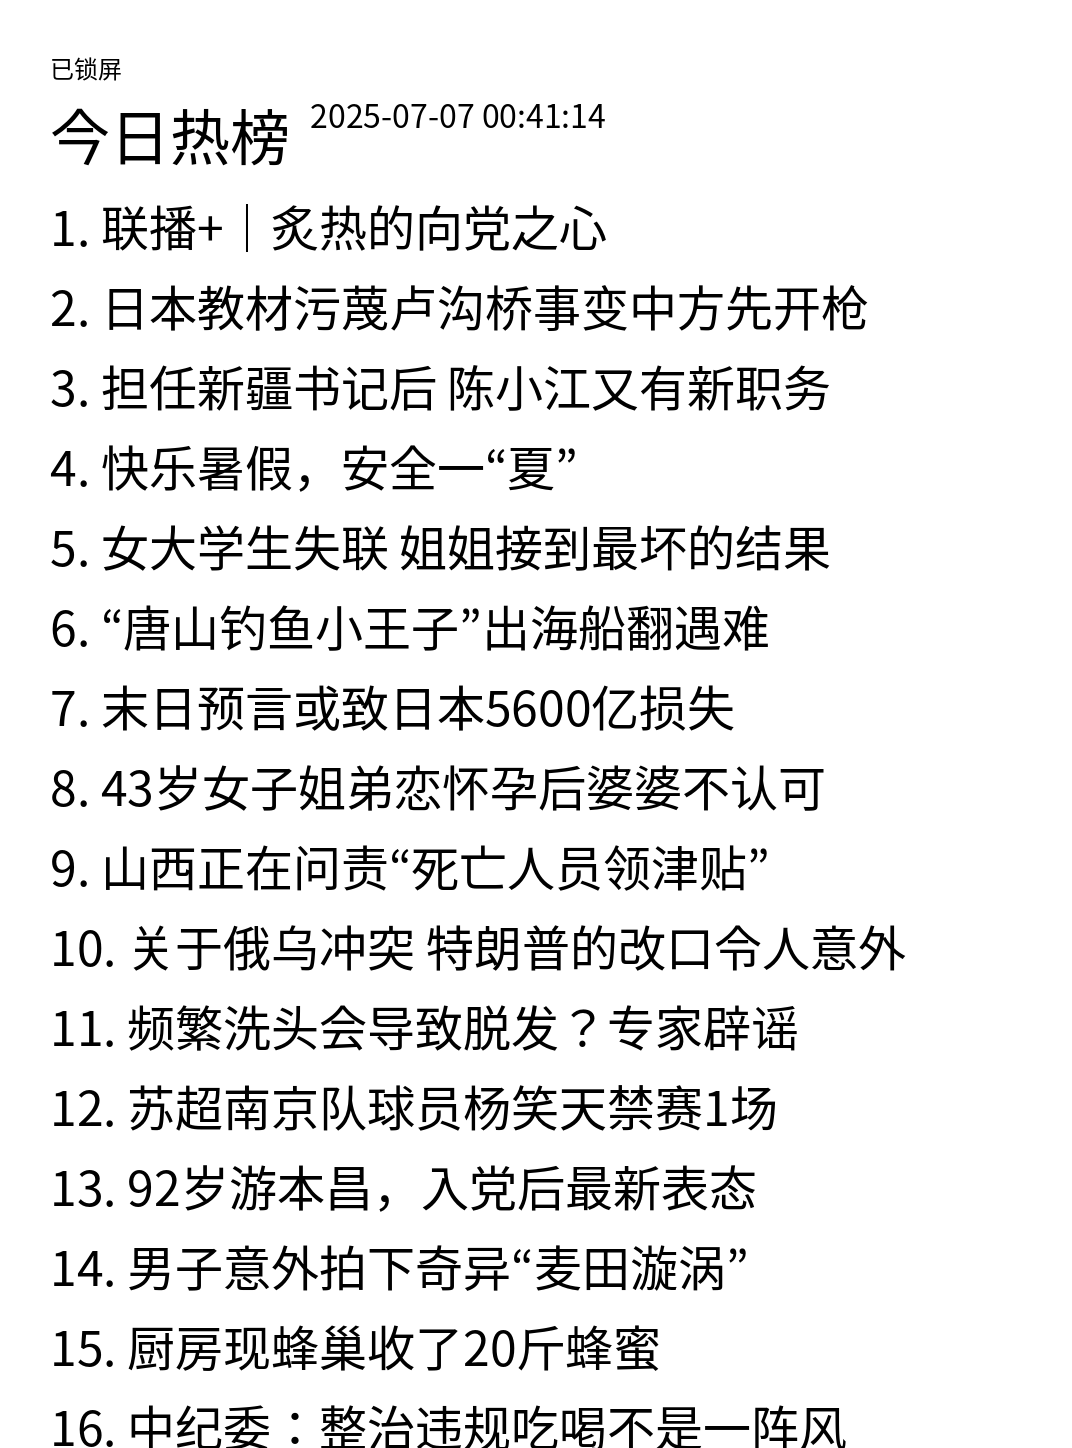 已锁屏
今日热榜 2025-07-07 00:41:14
1. 联播+｜炙热的向党之心
2. 日本教材污蔑卢沟桥事变中方先开枪
3. 担任新疆书记后 陈小江又有新职务
4. 快乐暑假，安全一“夏”
5. 女大学生失联 姐姐接到最坏的结果
6. “唐山钓鱼小王子”出海船翻遇难
7. 末日预言或致日本5600亿损失
8. 43岁女子姐弟恋怀孕后婆婆不认可
9. 山西正在问责“死亡人员领津贴”
10. 关于俄乌冲突 特朗普的改口令人意外
11. 频繁洗头会导致脱发？专家辟谣
12. 苏超南京队球员杨笑天禁赛1场
13. 92岁游本昌，入党后最新表态
14. 男子意外拍下奇异“麦田漩涡”
15. 厨房现蜂巢收了20斤蜂蜜
16. 中纪委：整治违规吃喝不是一阵风